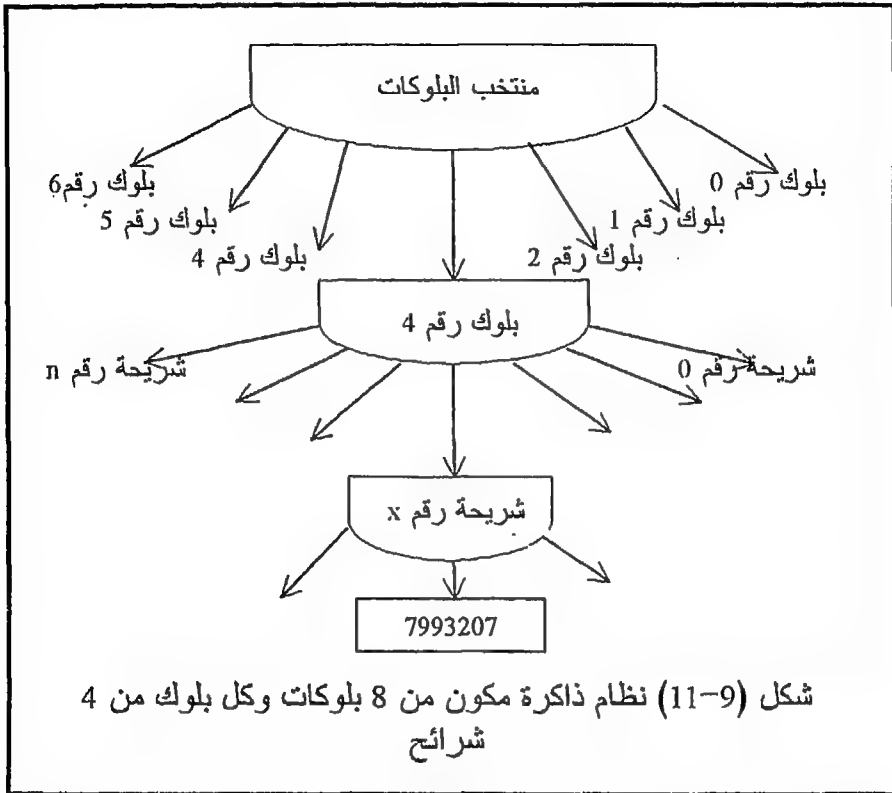 منتخب البلوكات
بلوك رقم 0
بلوك رقم 1
بلوك رقم 2
بلوك رقم 4
بلوك رقم 5
بلوك رقم6
بلوك رقم 4
شريحة رقم 0
شريحة رقم n
شريحة رقم x
7993207
شكل (9-11) نظام ذاكرة مكون من 8 بلوكات وكل بلوك من 4
شرائح